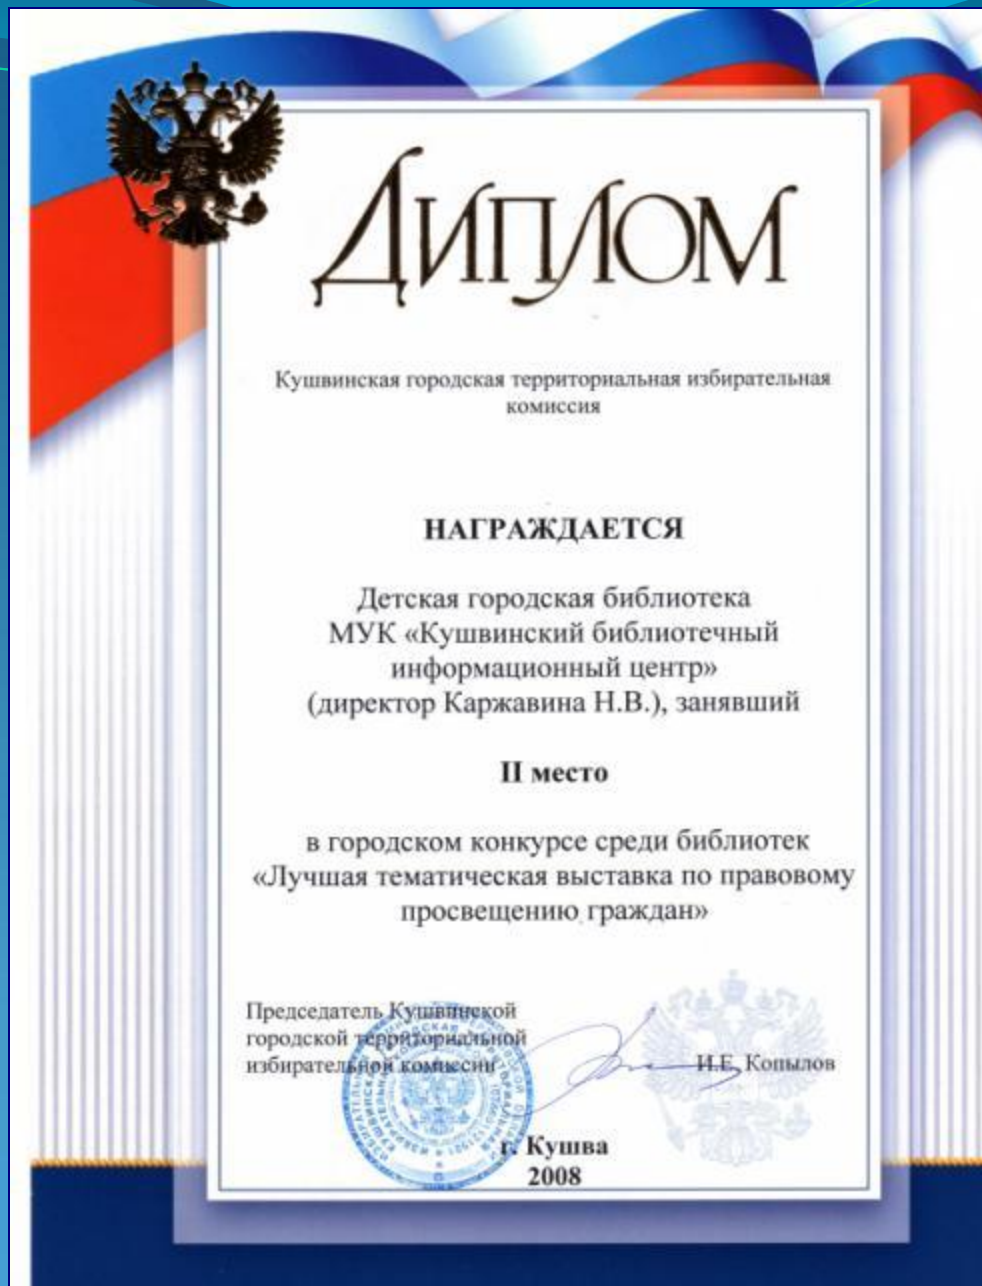 Диплом
Кушвинская городская территориальная избирательная
комиссия
НАГРАЖДАЕТСЯ
Детская городская библиотека
МУК «Кушвинский библиотечный
информационный центр»
(директор Каржавина Н.В.), занявший
II место
в городском конкурсе среди библиотек
«Лучшая тематическая выставка по правовому
просвещению граждан»
Председатель Кушвинской
городской территориальной
избирательной комиссии
И.Е. Копылов
г. Кушва
2008